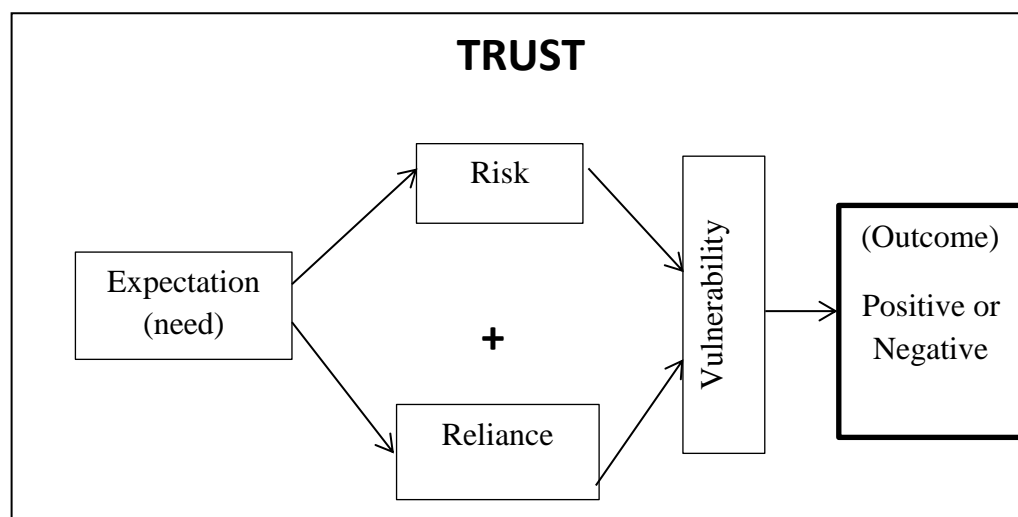 TRUST
Risk
Expectation
(need)
+
Reliance
Vulnerability
(Outcome)
Positive or
Negative